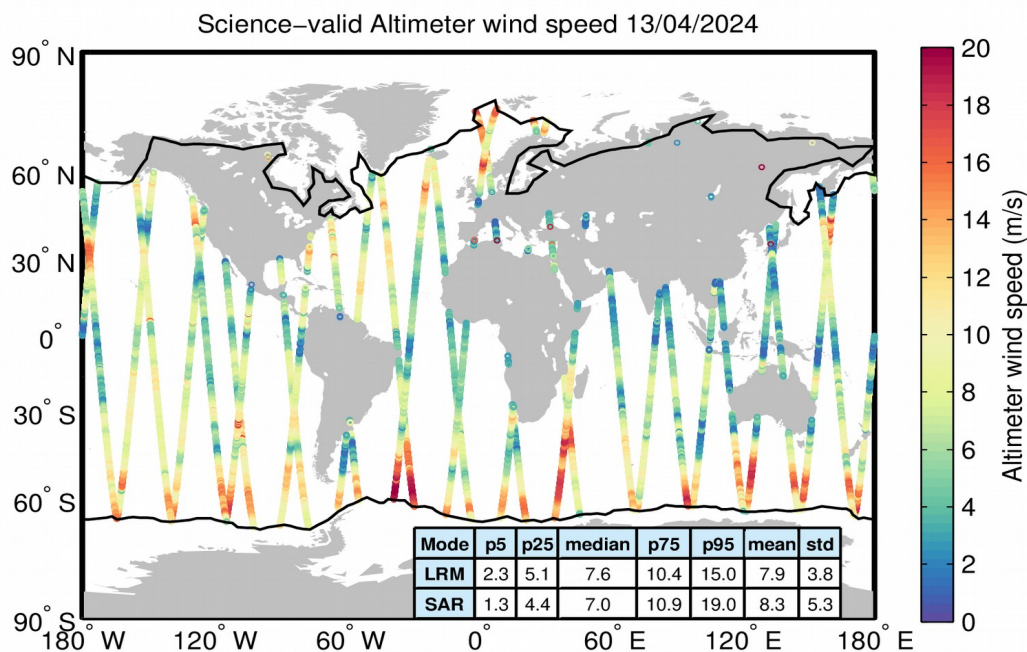 Science−valid Altimeter wind speed 13/04/2024
90° N
60° N
30° N
0°
30° S
60° S
90° S
180° W
120° W
60° W
0°
60° E
120° E
180° E
20
18
16
14
12
10
8
6
4
2
0
Altimeter wind speed (m/s)
Mode p5 p25 median p75 p95 mean std
LRM 2.3 5.1 7.6 10.4 15.0 7.9 3.8
SAR 1.3 4.4 7.0 10.9 19.0 8.3 5.3